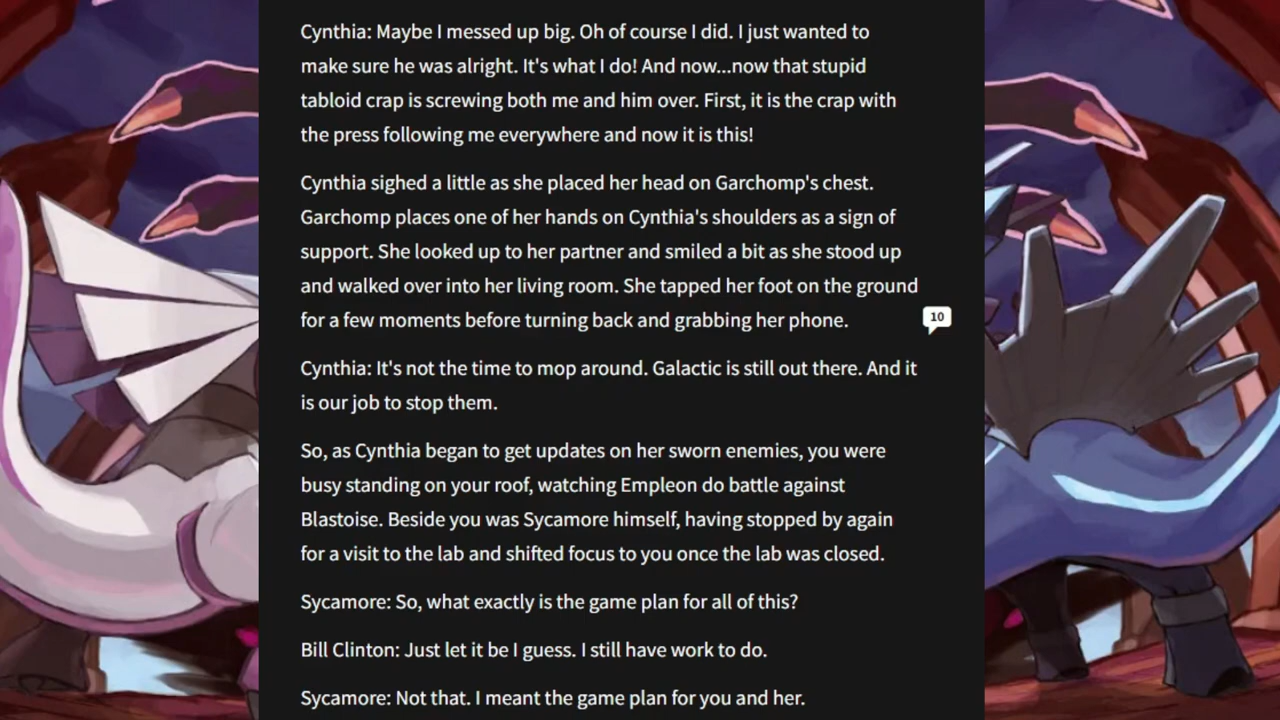 Cynthia: Maybe I messed up big. Oh of course I did. I just wanted to
make sure he was alright. It's what I do! And now...now that stupid
tabloid crap is screwing both me and him over. First, it is the crap with
the press following me everywhere and now it is this!
Cynthia sighed a little as she placed her head on Garchomp's chest.
Garchomp places one of her hands on Cynthia's shoulders as a sign of
support. She looked up to her partner and smiled a bit as she stood up
and walked over into her living room. She tapped her foot on the ground
for a few moments before turning back and grabbing her phone.
10
Cynthia: It's not the time to mop around. Galactic is still out there. And it
is our job to stop them.
So, as Cynthia began to get updates on her sworn enemies, you were
busy standing on your roof, watching Empleon do battle against
Blastoise. Beside you was Sycamore himself, having stopped by again
for a visit to the lab and shifted focus to you once the lab was closed.
Sycamore: So, what exactly is the game plan for all of this?
Bill Clinton: Just let it be I guess. I still have work to do.
Sycamore: Not that. I meant the game plan for you and her.